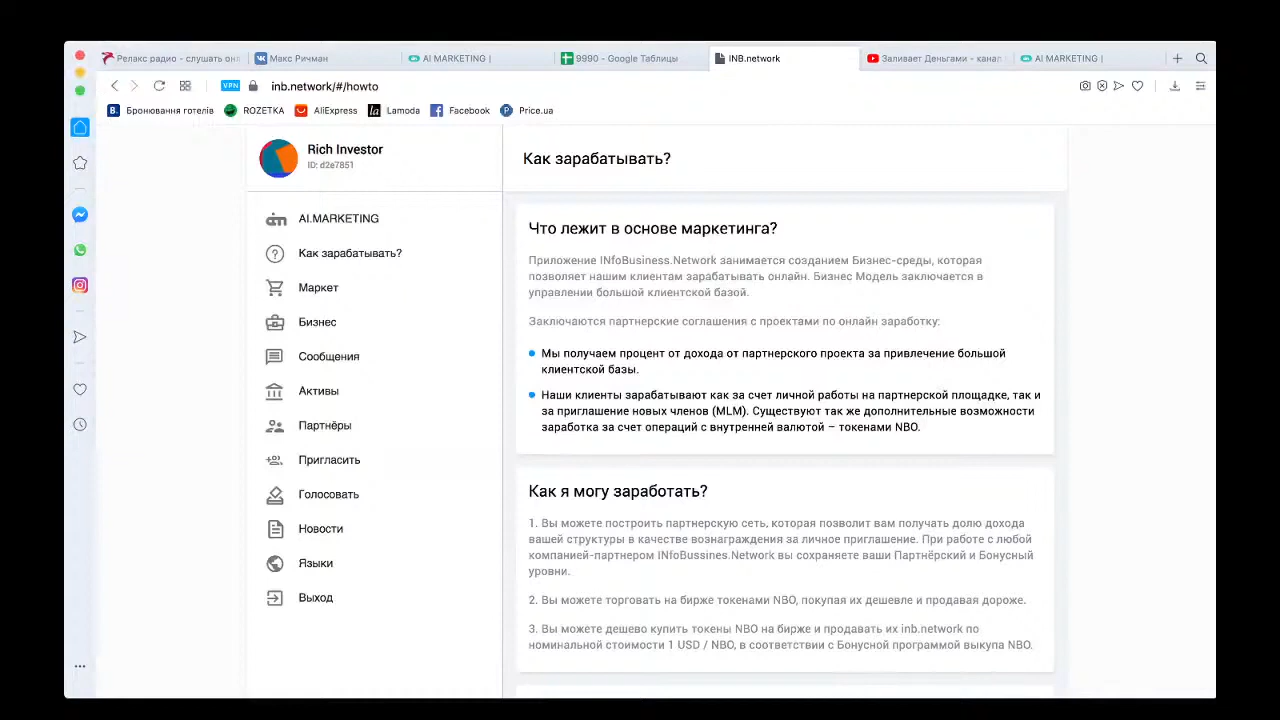 Релакс радио - слушать онл
Макс Ричман
AI MARKETING |
9990 - Google Таблицы
INB.network
Заливает Деньгами - канал
AI MARKETING |
VPN
inb.network/#/howto
B. Бронювання готелів
ROZETKA
AliExpress
la Lamoda
Facebook
P Price.ua
Rich Investor
ID: d2e7851
AI.MARKETING
Как зарабатывать?
Маркет
Бизнес
Сообщения
Активы
Партнёры
Пригласить
Голосовать
Новости
Языки
Выход
Как зарабатывать?
Что лежит в основе маркетинга?
Приложение INfoBusiness.Network занимается созданием Бизнес-среды, которая
позволяет нашим клиентам зарабатывать онлайн. Бизнес Модель заключается в
управлении большой клиентской базой.
Заключаются партнерские соглашения с проектами по онлайн заработку:
Мы получаем процент от дохода от партнерского проекта за привлечение большой
клиентской базы.
Наши клиенты зарабатывают как за счет личной работы на партнерской площадке, так и
за приглашение новых членов (MLM). Существуют так же дополнительные возможности
заработка за счет операций с внутренней валютой – токенами NBO.
Как я могу заработать?
1. Вы можете построить партнерскую сеть, которая позволит вам получать долю дохода
вашей структуры в качестве вознаграждения за личное приглашение. При работе с любой
компанией-партнером INfoBussines.Network вы сохраняете ваши Партнёрский и Бонусный
уровни.
2. Вы можете торговать на бирже токенами NBO, покупая их дешевле и продавая дороже.
3. Вы можете дешево купить токены NBO на бирже и продавать их inb.network по
номинальной стоимости 1 USD / NBO, в соответствии с Бонусной программой выкупа NBO.